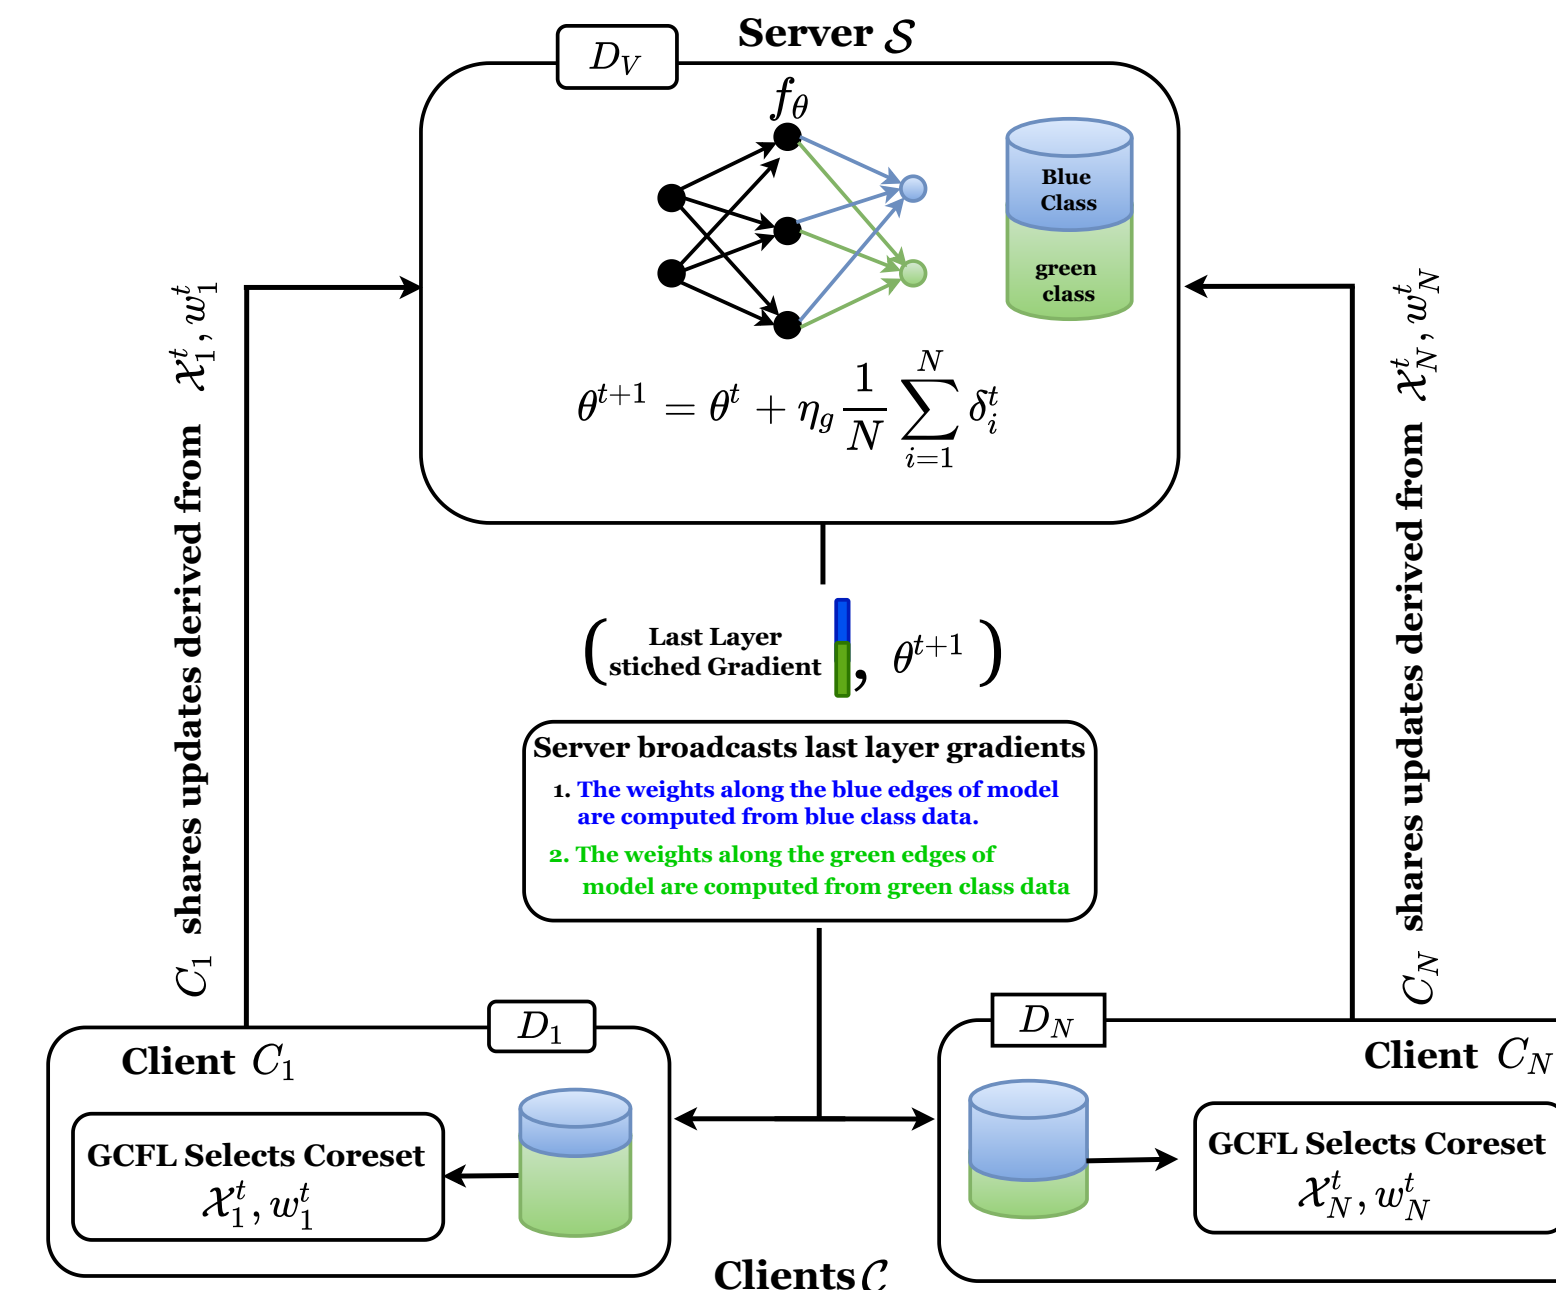 Server 𝒮
D_V
f_θ
Blue
Class
green
class
θ^{t+1} = θ^t + η_g \frac{1}{N} \sum_{i=1}^{N} δ_i^t
C_1 shares updates derived from 𝒳_1^t, w_1^t
C_N shares updates derived from 𝒳_N^t, w_N^t
( Last Layer
stiched Gradient , θ^{t+1} )
Server broadcasts last layer gradients
1. The weights along the blue edges of model
are computed from blue class data.
2. The weights along the green edges of
model are computed from green class data
D_1
Client C_1
GCFL Selects Coreset
𝒳_1^t, w_1^t
D_N
Client C_N
GCFL Selects Coreset
𝒳_N^t, w_N^t
Clients 𝒞